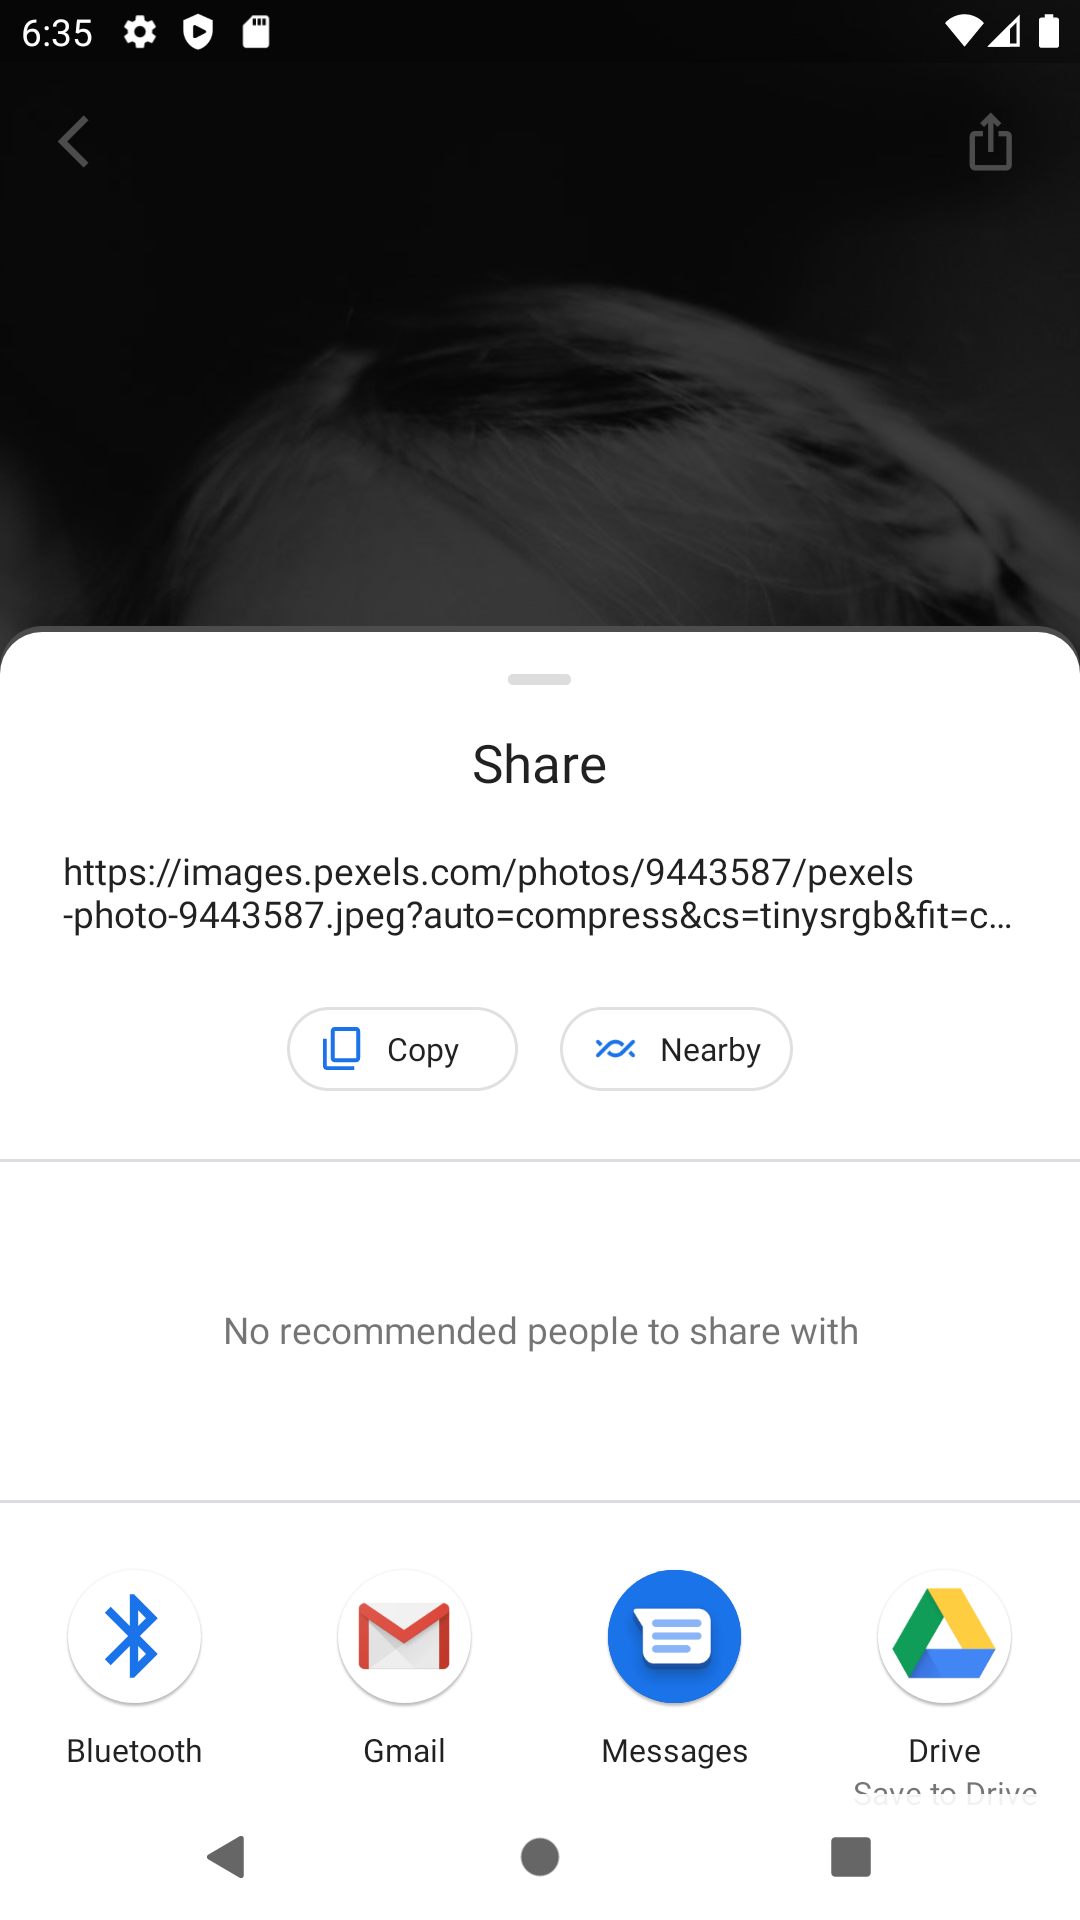 6:35
Share
https://images.pexels.com/photos/9443587/pexels
-photo-9443587.jpeg?auto=compress&cs=tinysrgb&fit=c…
Copy
Nearby
No recommended people to share with
Bluetooth
Gmail
Messages
Drive
Save to Drive